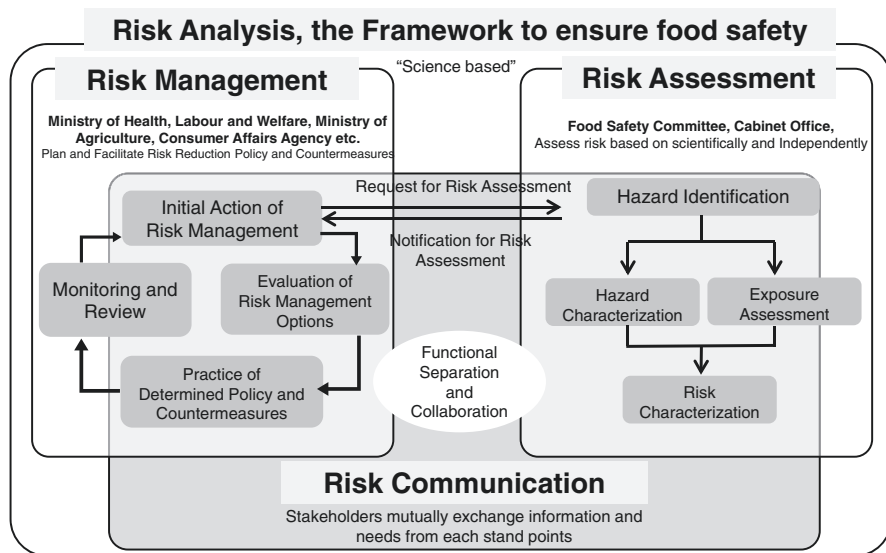 Risk Analysis, the Framework to ensure food safety
Risk Management
"Science based"
Risk Assessment
Ministry of Health, Labour and Welfare, Ministry of
Agriculture, Consumer Affairs Agency etc.
Plan and Facilitate Risk Reduction Policy and Countermeasures
Food Safety Committee, Cabinet Office,
Assess risk based on scientifically and Independently
Initial Action of
Risk Management
Request for Risk Assessment
Notification for Risk
Assessment
Hazard Identification
Monitoring and
Review
Evaluation of
Risk Management
Options
Hazard
Characterization
Exposure
Assessment
Practice of
Determined Policy and
Countermeasures
Functional
Separation
and
Collaboration
Risk
Characterization
Risk Communication
Stakeholders mutually exchange information and
needs from each stand points